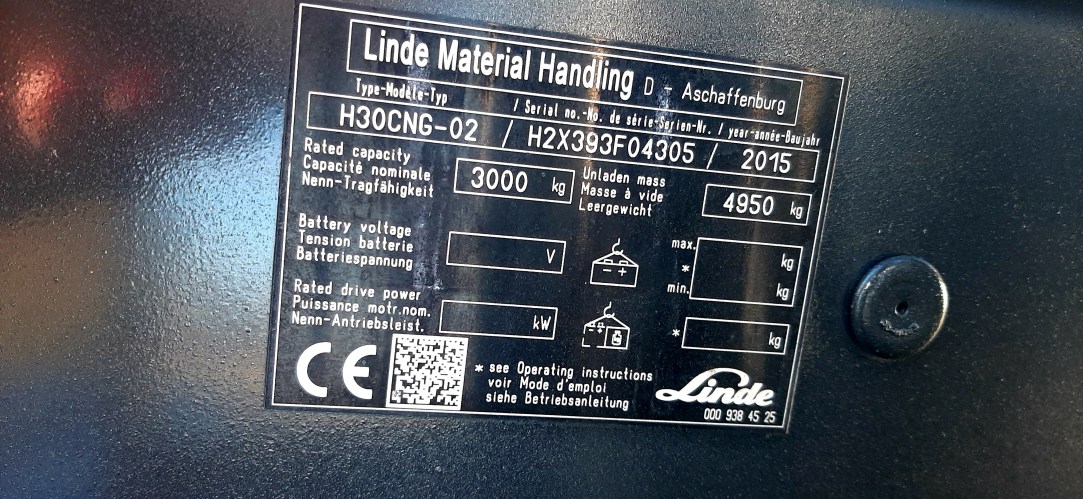 Linde Material Handling D - Aschaffenburg
Type-Modèle-Typ / Serial no.-No. de série-Serien-Nr. / year-année-Baujahr
H30CNG-02 / H2X393F04305 / 2015
Rated capacity
Capacité nominale
Nenn-Tragfähigkeit
3000 kg
Unladen mass
Masse à vide
Leergewicht
4950 kg
Battery voltage
Tension batterie
Batteriespannung
V
max. kg
*
min. kg
Rated drive power
Puissance motr.nom.
Nenn-Antriebsleist.
kW
* kg
CE
* see Operating instructions
voir Mode d'emploi
siehe Betriebsanleitung
Linde
000 938 45 25